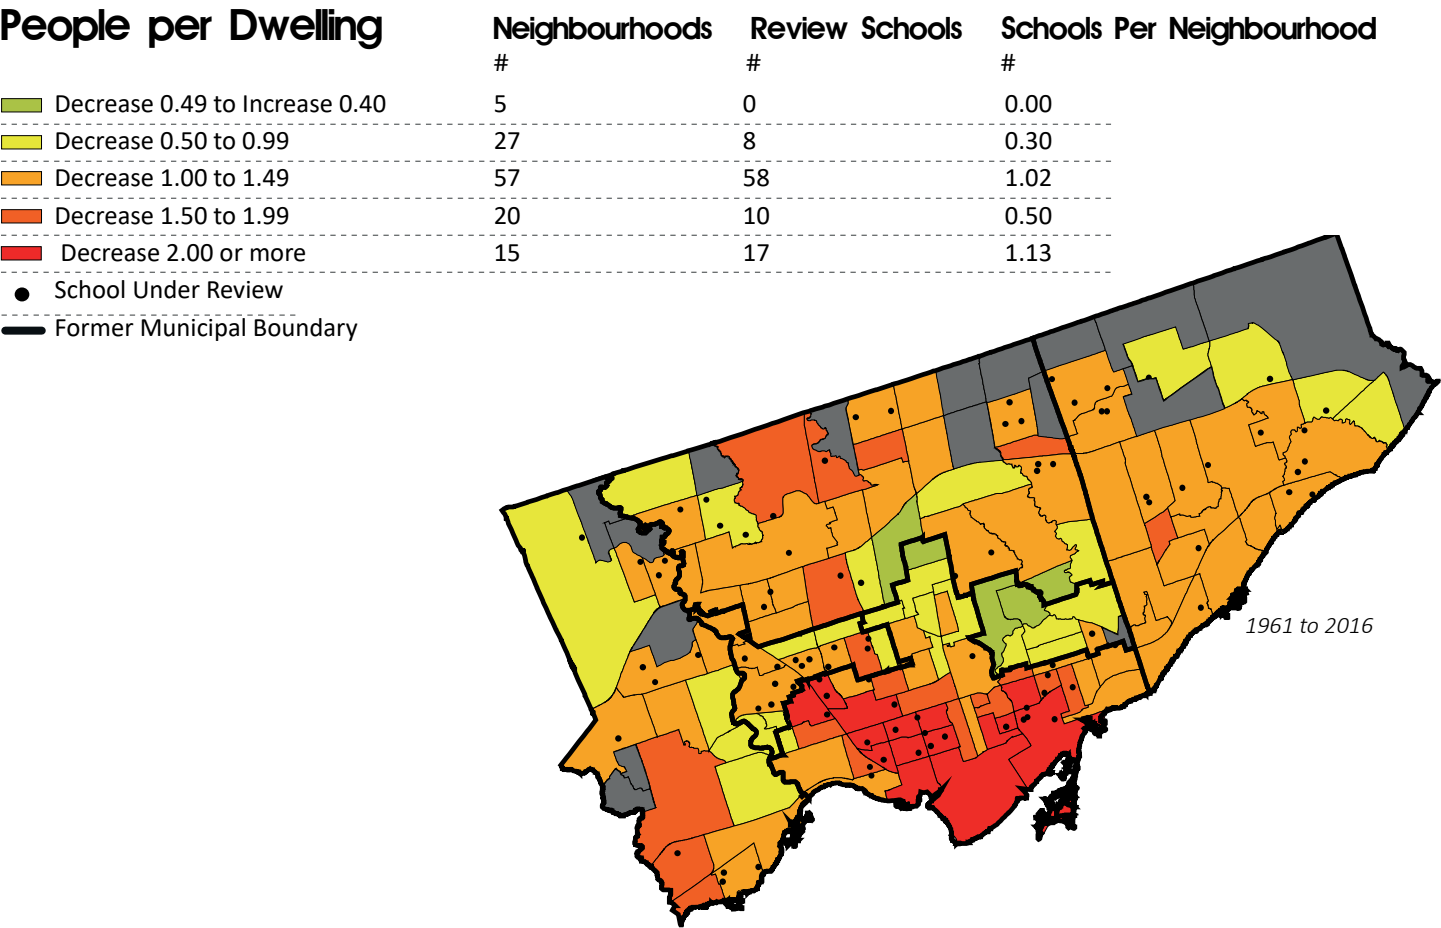 People per Dwelling Neighbourhoods Review Schools Schools Per Neighbourhood
# # #
Decrease 0.49 to Increase 0.40 5 0 0.00
Decrease 0.50 to 0.99 27 8 0.30
Decrease 1.00 to 1.49 57 58 1.02
Decrease 1.50 to 1.99 20 10 0.50
Decrease 2.00 or more 15 17 1.13
School Under Review
Former Municipal Boundary
1961 to 2016